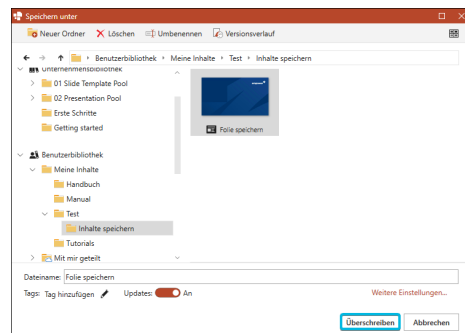 Speichern unter
Neuer Ordner Löschen Umbenennen Versionsverlauf
Benutzerbibliothek Meine Inhalte Test Inhalte speichern
Unternehmensbibliothek
01 Slide Template Pool
02 Presentation Pool
Erste Schritte
Getting started
Benutzerbibliothek
Meine Inhalte
Handbuch
Manual
Test
Inhalte speichern
Tutorials
Mit mir geteilt
Folie speichern
Dateiname: Folie speichern
Tags: Tag hinzufügen Updates: An Weitere Einstellungen...
Überschreiben Abbrechen